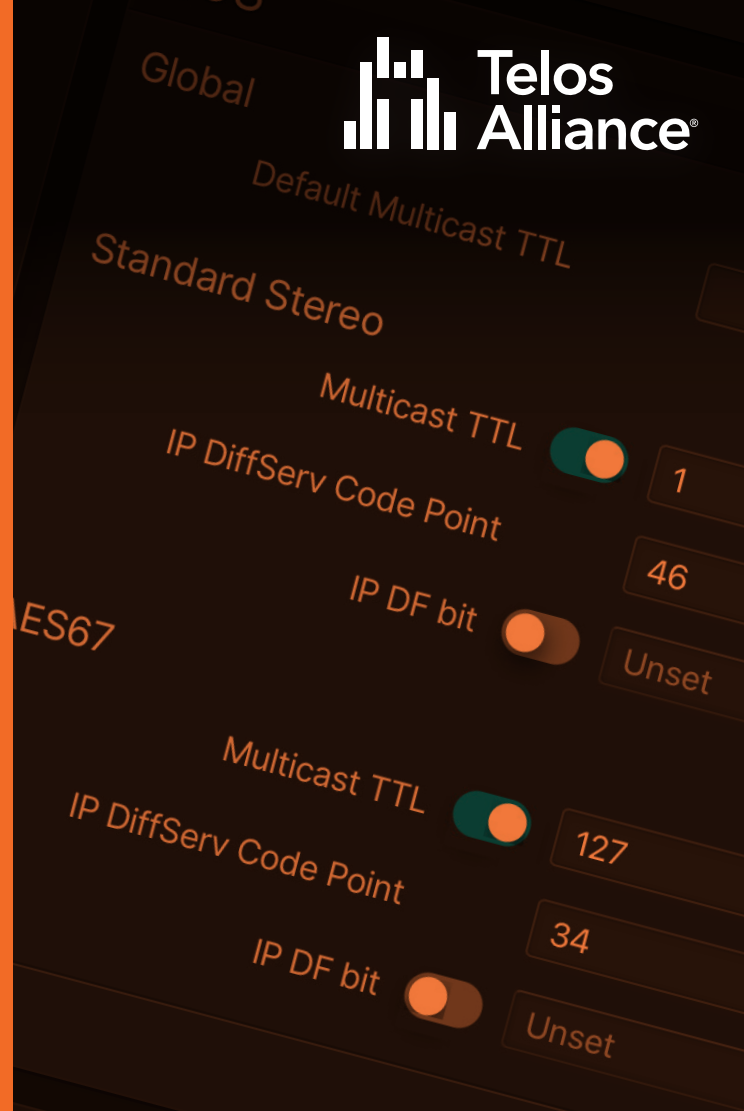 Telos
Alliance®
Global
Default Multicast TTL
Standard Stereo
Multicast TTL
1
IP DiffServ Code Point
46
IP DF bit
Unset
AES67
Multicast TTL
127
IP DiffServ Code Point
34
IP DF bit
Unset